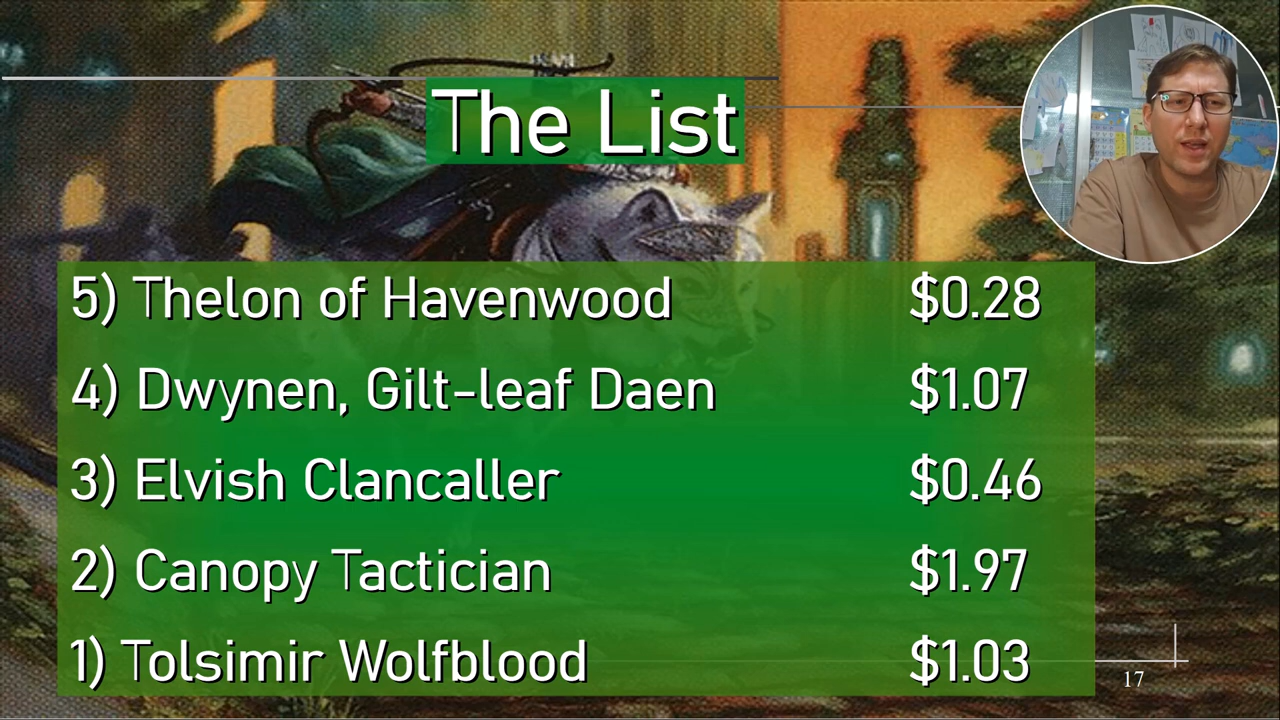 The List
5) Thelon of Havenwood $0.28
4) Dwynen, Gilt-leaf Daen $1.07
3) Elvish Clancaller $0.46
2) Canopy Tactician $1.97
1) Tolsimir Wolfblood $1.03
17